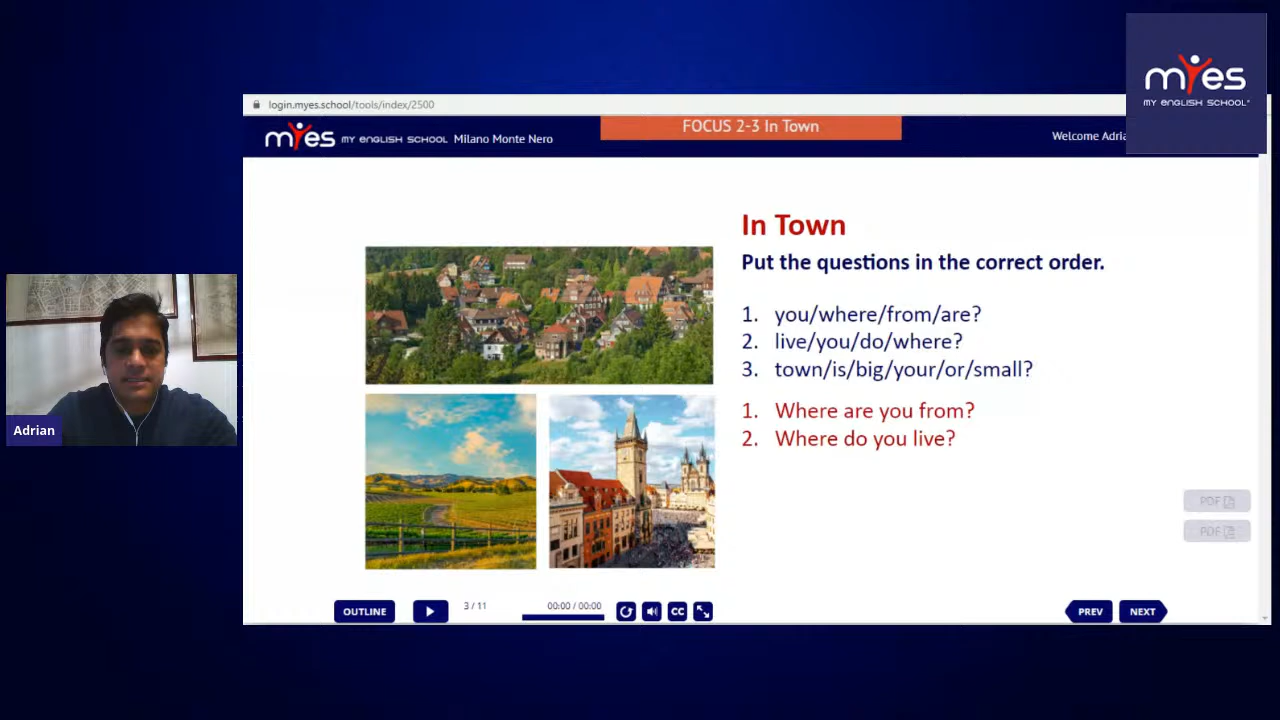 myes
MY ENGLISH SCHOOL
login.myes.school/tools/index/2500
myes MY ENGLISH SCHOOL Milano Monte Nero
FOCUS 2-3 In Town
Welcome Adria
In Town
Put the questions in the correct order.
1. you/where/from/are?
2. live/you/do/where?
3. town/is/big/your/or/small?
1. Where are you from?
2. Where do you live?
Adrian
PDF
PDF
OUTLINE
3 / 11
00:00 / 00:00
CC
PREV
NEXT